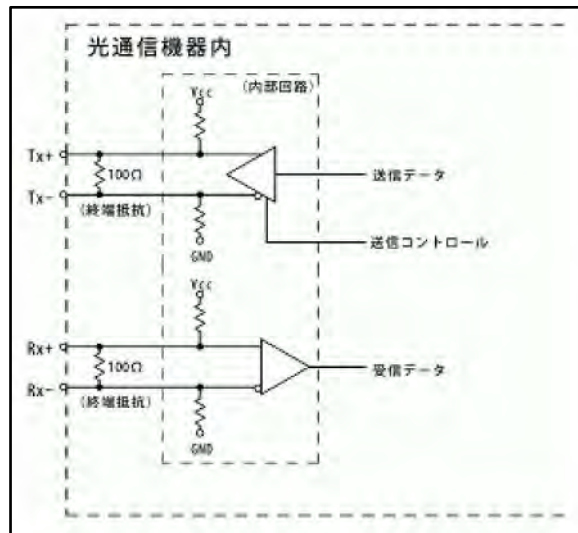 光通信機器内
(内部回路)
Vcc
Tx+
100Ω
送信データ
Tx-
(終端抵抗)
送信コントロール
GND
Vcc
Rx+
100Ω
受信データ
Rx-
(終端抵抗)
GND